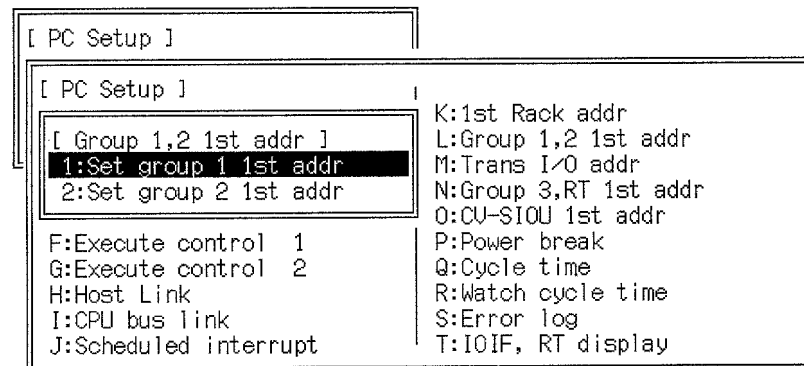 [ PC Setup ]
[ PC Setup ]
[ Group 1,2 1st addr ]
1:Set group 1 1st addr
2:Set group 2 1st addr
F:Execute control 1
G:Execute control 2
H:Host Link
I:CPU bus link
J:Scheduled interrupt
K:1st Rack addr
L:Group 1,2 1st addr
M:Trans I/O addr
N:Group 3,RT 1st addr
O:CV-SIOU 1st addr
P:Power break
Q:Cycle time
R:Watch cycle time
S:Error log
T:IOIF, RT display